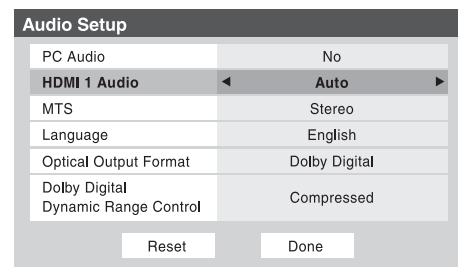 Audio Setup
PC Audio No
HDMI 1 Audio Auto
MTS Stereo
Language English
Optical Output Format Dolby Digital
Dolby Digital
Dynamic Range Control Compressed
Reset Done